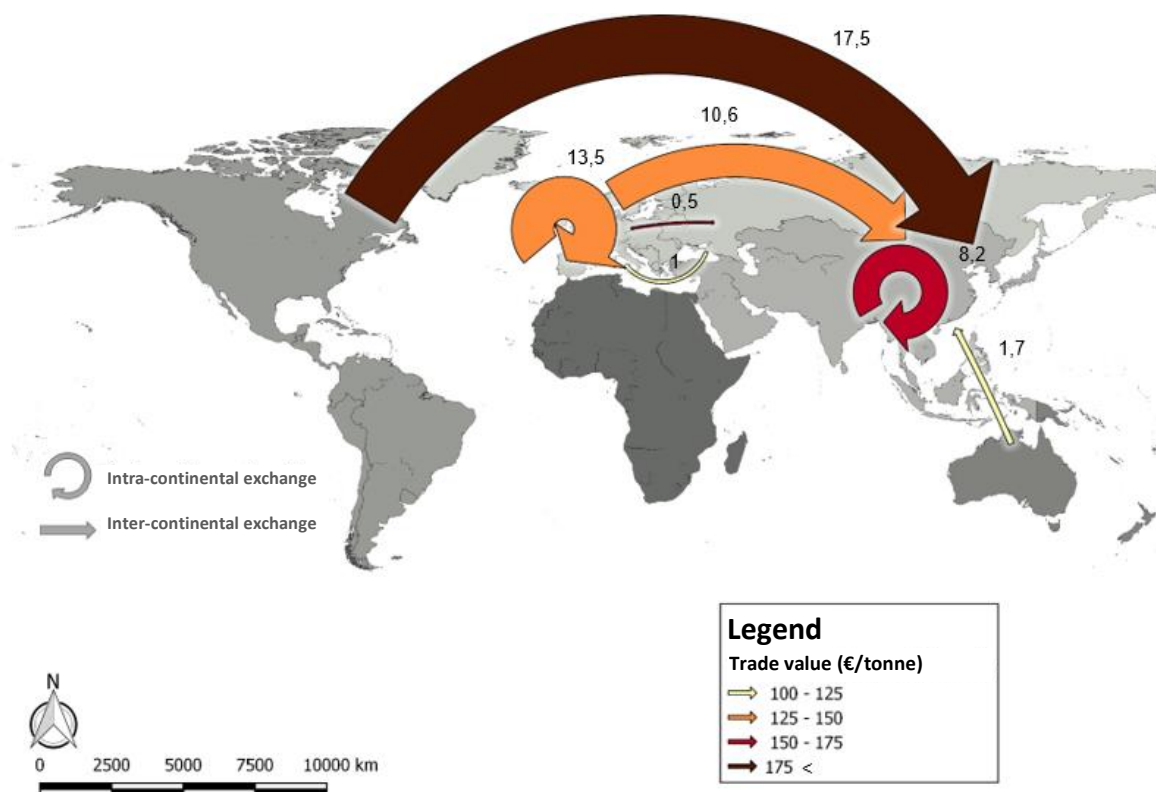 17,5
10,6
13,5
0,5
8,2
1
1,7
Intra-continental exchange
Inter-continental exchange
Legend
Trade value (€/tonne)
100 - 125
125 - 150
150 - 175
175 <
N
0 2500 5000 7500 10000 km